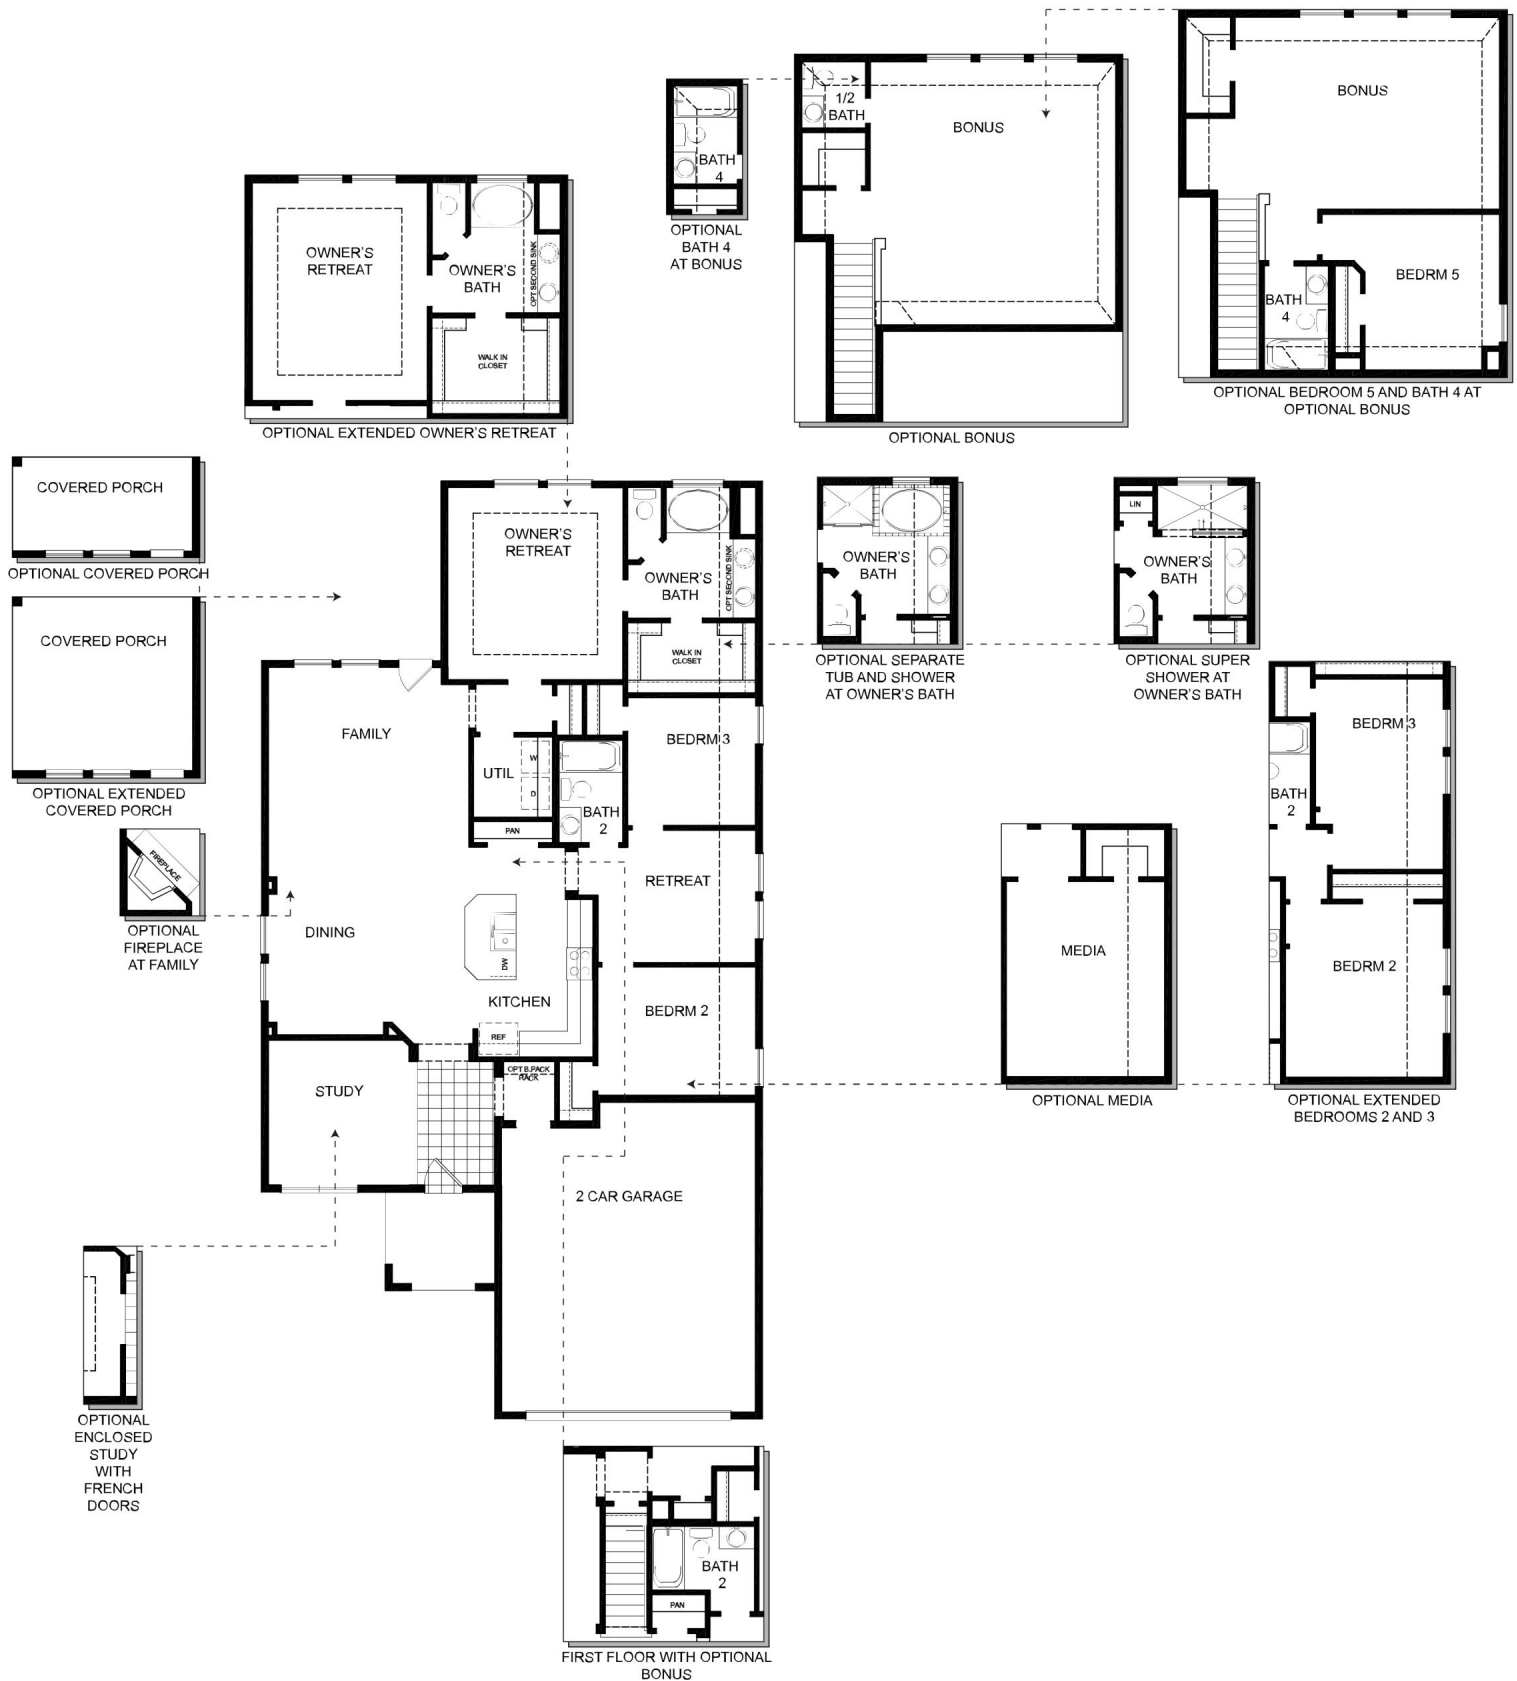 BONUS
BEDRM 5
BATH
4
OPTIONAL BEDROOM 5 AND BATH 4 AT
OPTIONAL BONUS
1/2
BATH
BONUS
OPTIONAL BONUS
BATH
4
OPTIONAL
BATH 4
AT BONUS
OWNER'S
RETREAT
OWNER'S
BATH
OPT SECOND SINK
WALK IN
CLOSET
OPTIONAL EXTENDED OWNER'S RETREAT
COVERED PORCH
OPTIONAL COVERED PORCH
COVERED PORCH
OPTIONAL EXTENDED
COVERED PORCH
FIREPLACE
OPTIONAL
FIREPLACE
AT FAMILY
OWNER'S
RETREAT
OWNER'S
BATH
OPT SECOND SINK
WALK IN
CLOSET
FAMILY
UTIL
W
D
BATH
2
PAN
BEDRM 3
RETREAT
DINING
DW
KITCHEN
REF
BEDRM 2
OPT B.PACK
RACK
STUDY
2 CAR GARAGE
OWNER'S
BATH
OPTIONAL SEPARATE
TUB AND SHOWER
AT OWNER'S BATH
LIN
OWNER'S
BATH
OPTIONAL SUPER
SHOWER AT
OWNER'S BATH
MEDIA
OPTIONAL MEDIA
BEDRM 3
BATH
2
BEDRM 2
OPTIONAL EXTENDED
BEDROOMS 2 AND 3
OPTIONAL
ENCLOSED
STUDY
WITH
FRENCH
DOORS
BATH
2
PAN
FIRST FLOOR WITH OPTIONAL
BONUS